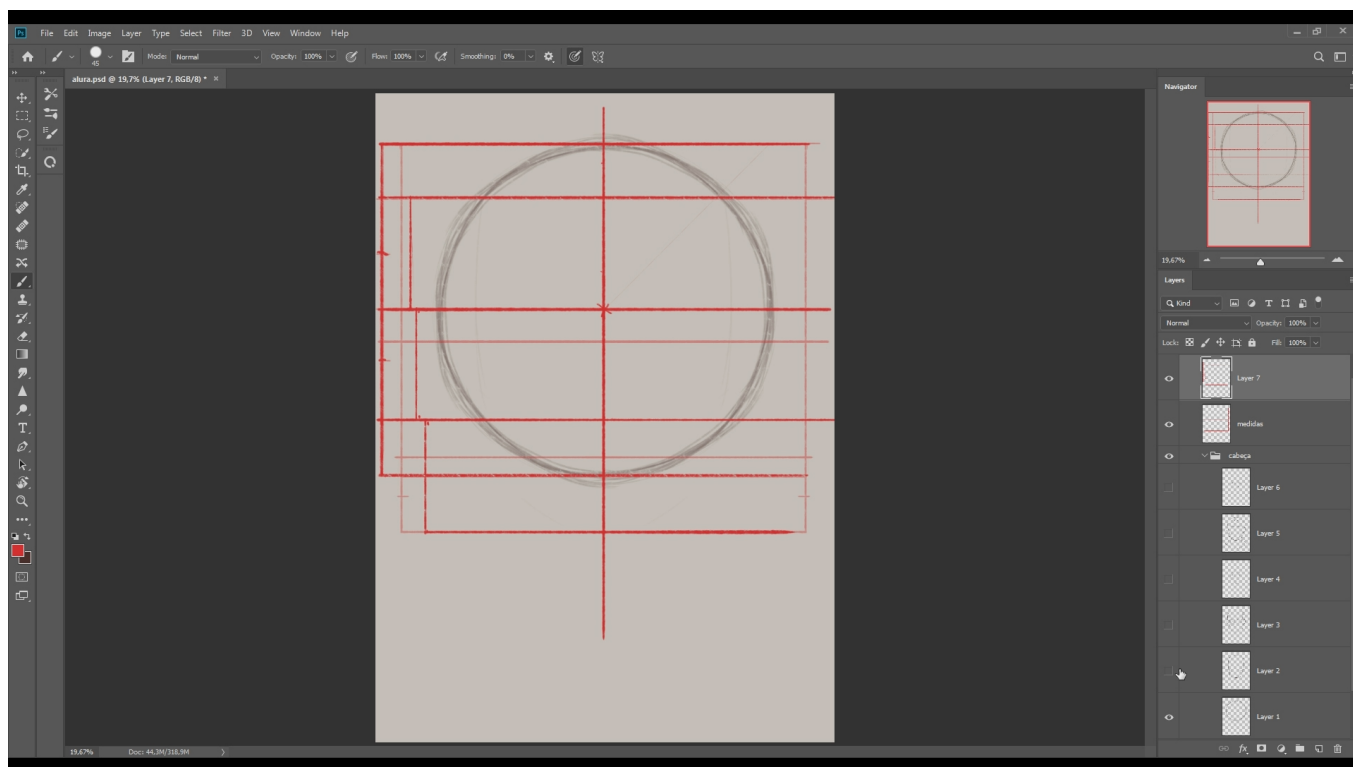 Ps File Edit Image Layer Type Select Filter 3D View Window Help
45 Mode: Normal Opacity: 100% Flow: 100% Smoothing: 0%
alura.psd @ 19,7% (Layer 7, RGB/8) * ×
Navigator
19,67%
Layers
Kind
Normal Opacity: 100%
Lock: Fill: 100%
Layer 7
medidas
cabeça
Layer 6
Layer 5
Layer 4
Layer 3
Layer 2
Layer 1
fx
19,67% Doc: 44,3M/318,9M